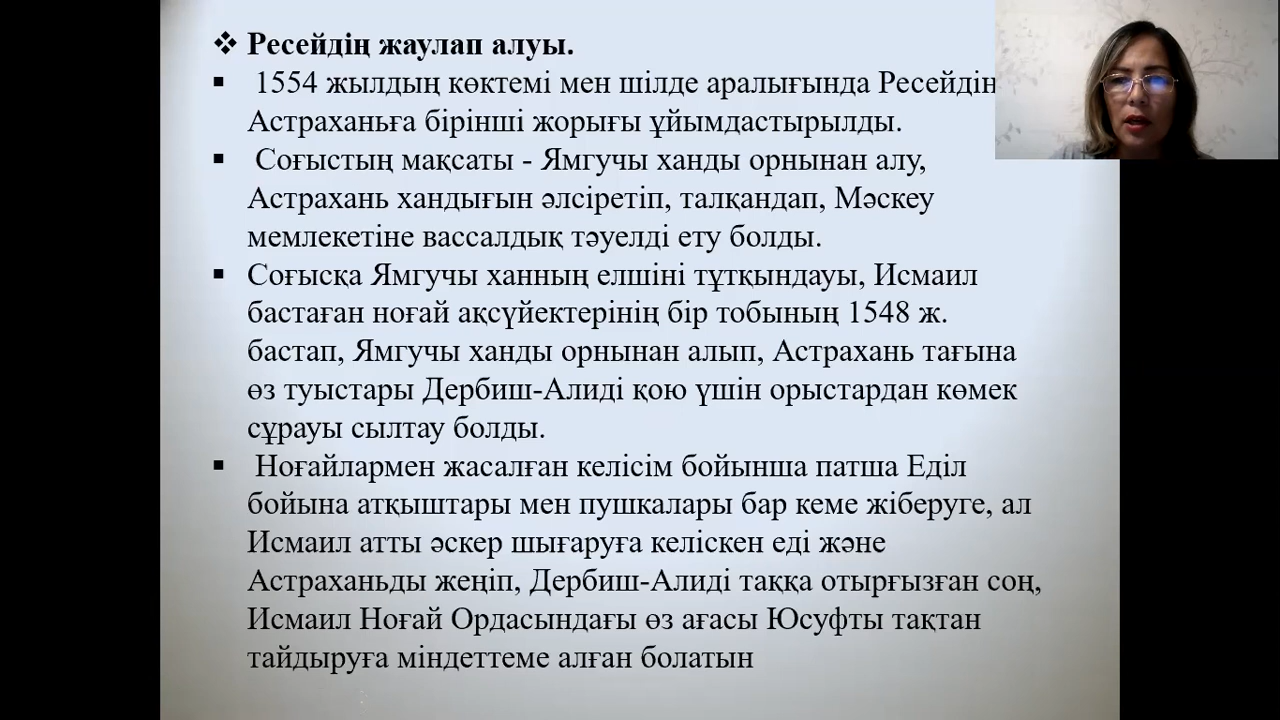 ❖ Ресейдің жаулап алуы.
▪ 1554 жылдың көктемі мен шілде аралығында Ресейдің
Астраханьға бірінші жорығы ұйымдастырылды.
▪ Соғыстың мақсаты - Ямгучы ханды орнынан алу,
Астрахань хандығын әлсіретіп, талқандап, Мәскеу
мемлекетіне вассалдық тәуелді ету болды.
▪ Соғысқа Ямгучы ханның елшіні тұтқындауы, Исмаил
бастаған ноғай ақсүйектерінің бір тобының 1548 ж.
бастап, Ямгучы ханды орнынан алып, Астрахань тағына
өз туыстары Дербиш-Алиді қою үшін орыстардан көмек
сұрауы сылтау болды.
▪ Ноғайлармен жасалған келісім бойынша патша Еділ
бойына атқыштары мен пушкалары бар кеме жіберуге, ал
Исмаил атты әскер шығаруға келіскен еді және
Астраханьды жеңіп, Дербиш-Алиді таққа отырғызған соң,
Исмаил Ноғай Ордасындағы өз ағасы Юсуфты тақтан
тайдыруға міндеттеме алған болатын